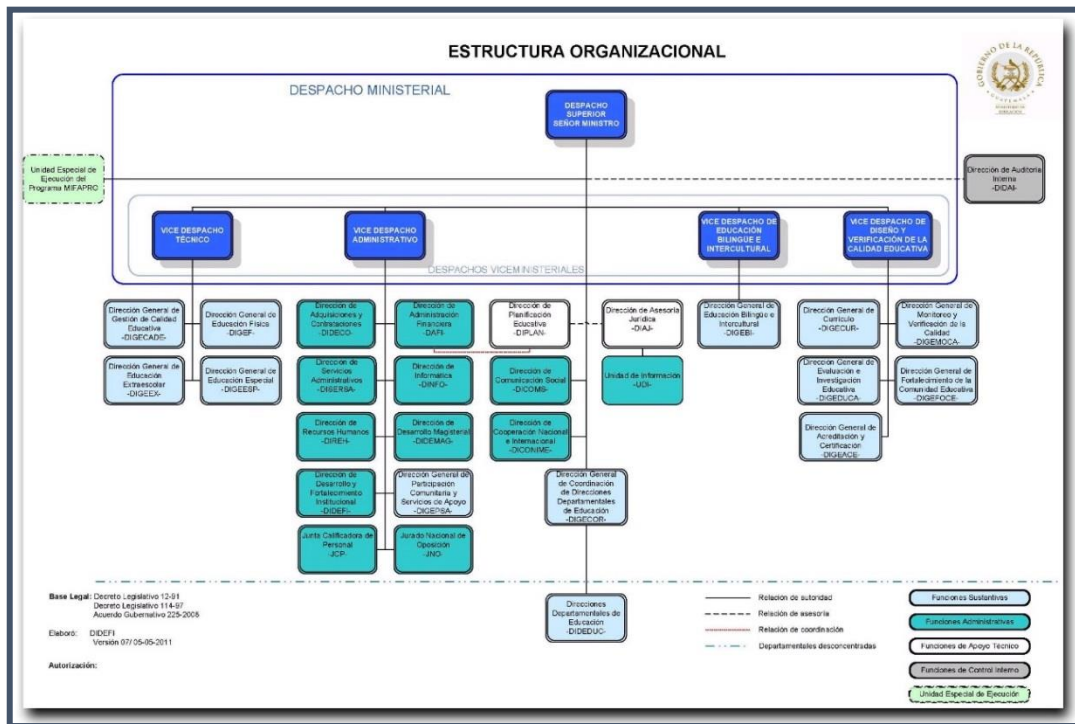 ESTRUCTURA ORGANIZACIONAL
GOBIERNO DE LA REPÚBLICA
GUATEMALA
MINISTERIO DE
EDUCACIÓN
DESPACHO MINISTERIAL
DESPACHO
SUPERIOR
SEÑOR MINISTRO
Unidad Especial de
Ejecución del
Programa MIFAPRO
Dirección de Auditoría
Interna
-DIDAI-
VICE DESPACHO
TÉCNICO
VICE DESPACHO
ADMINISTRATIVO
VICE DESPACHO DE
EDUCACIÓN
BILINGÜE E
INTERCULTURAL
VICE DESPACHO DE
DISEÑO Y
VERIFICACIÓN DE LA
CALIDAD EDUCATIVA
DESPACHOS VICEMINISTERIALES
Dirección General de
Gestión de Calidad
Educativa
-DIGECADE-
Dirección General de
Educación Física
-DIGEF-
Dirección General de
Educación
Extraescolar
-DIGEEX-
Dirección General de
Educación Especial
-DIGEESP-
Dirección de
Adquisiciones y
Contrataciones
-DIDECO-
Dirección de
Administración
Financiera
-DAFI-
Dirección de
Servicios
Administrativos
-DISERSA-
Dirección de
Informática
-DINFO-
Dirección de
Recursos Humanos
-DIREH-
Dirección de
Desarrollo Magisterial
-DIDEMAG-
Dirección de
Desarrollo y
Fortalecimiento
Institucional
-DIDEFI-
Dirección General de
Participación
Comunitaria y
Servicios de Apoyo
-DIGEPSA-
Junta Calificadora de
Personal
-JCP-
Jurado Nacional de
Oposición
-JNO-
Dirección de
Planificación
Educativa
-DIPLAN-
Dirección de Asesoría
Jurídica
-DIAJ-
Dirección de
Comunicación Social
-DICOMS-
Unidad de Información
-UDI-
Dirección de
Cooperación Nacional
e Internacional
-DICONIME-
Dirección General
de Coordinación
de Direcciones
Departamentales
de Educación
-DIGECOR-
Dirección General de
Educación Bilingüe e
Intercultural
-DIGEBI-
Dirección General de
Currículo
-DIGECUR-
Dirección General de
Monitoreo y
Verificación de la
Calidad
-DIGEMOCA-
Dirección General de
Evaluación e
Investigación
Educativa
-DIGEDUCA-
Dirección General de
Fortalecimiento de la
Comunidad Educativa
-DIGEFOCE-
Dirección General de
Acreditación y
Certificación
-DIGEACE-
Direcciones
Departamentales de
Educación
-DIDEDUC-
Base Legal: Decreto Legislativo 12-91
Decreto Legislativo 114-97
Acuerdo Gubernativo 225-2008
Elaboró: DIDEFI
Versión 07/ 05-05-2011
Autorización:
Relación de autoridad
Relación de asesoría
Relación de coordinación
Departamentales desconcentradas
Funciones Sustantivas
Funciones Administrativas
Funciones de Apoyo Técnico
Funciones de Control Interno
Unidad Especial de Ejecución